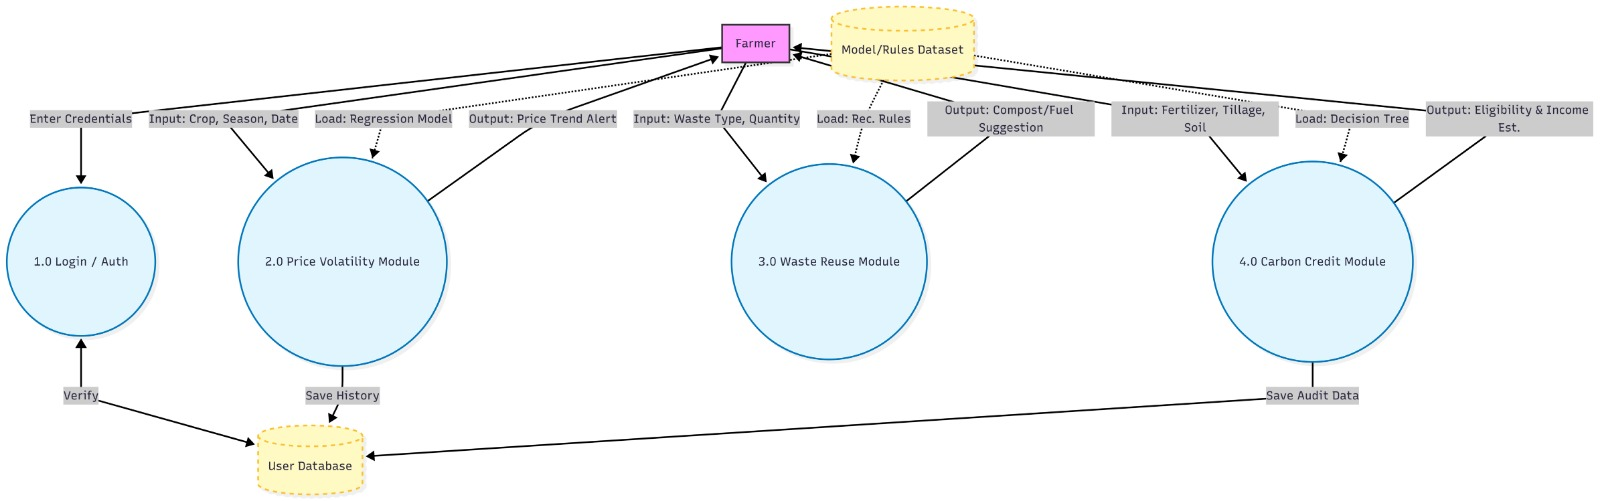 Farmer
Model/Rules Dataset
Enter Credentials
Input: Crop, Season, Date
Load: Regression Model
Output: Price Trend Alert
Input: Waste Type, Quantity
Load: Rec. Rules
Output: Compost/Fuel
Suggestion
Input: Fertilizer, Tillage,
Soil
Load: Decision Tree
Output: Eligibility & Income
Est.
1.0 Login / Auth
2.0 Price Volatility Module
3.0 Waste Reuse Module
4.0 Carbon Credit Module
Verify
Save History
Save Audit Data
User Database